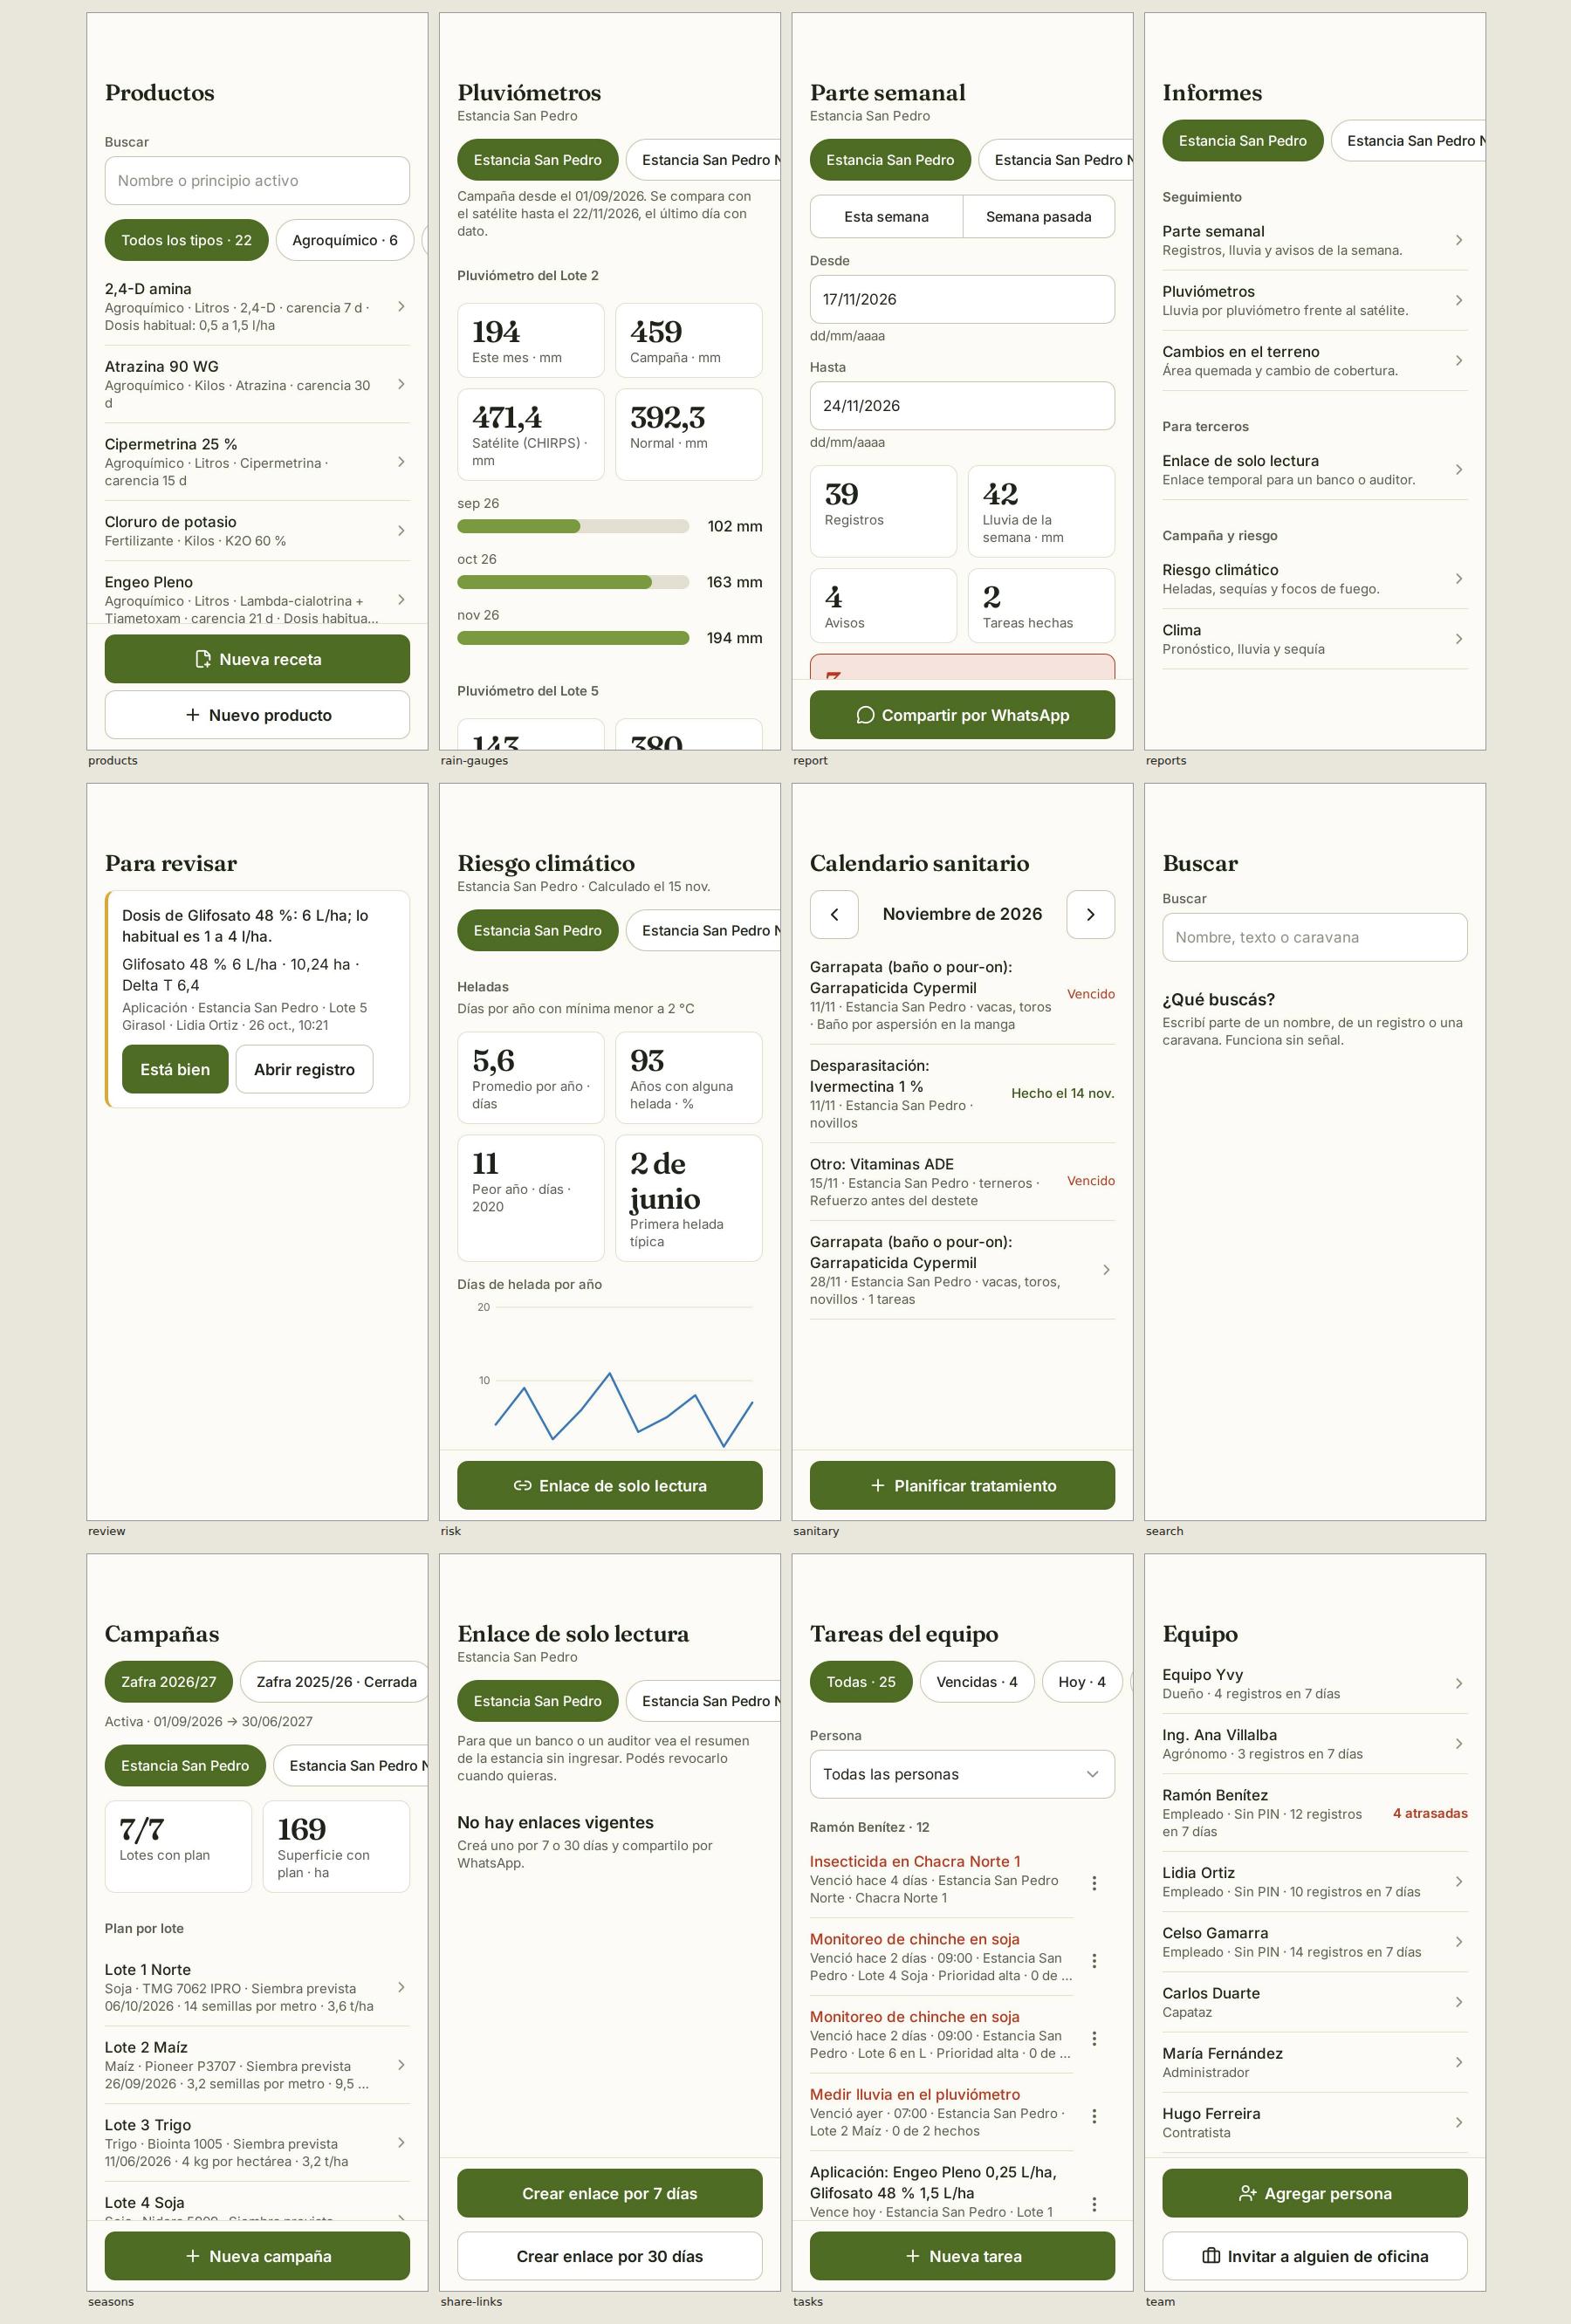 Productos
Buscar
Nombre o principio activo
Todos los tipos · 22
Agroquímico · 6
2,4-D amina
Agroquímico · Litros · 2,4-D · carencia 7 d ·
Dosis habitual: 0,5 a 1,5 l/ha
Atrazina 90 WG
Agroquímico · Kilos · Atrazina · carencia 30
d
Cipermetrina 25 %
Agroquímico · Litros · Cipermetrina ·
carencia 15 d
Cloruro de potasio
Fertilizante · Kilos · K2O 60 %
Engeo Pleno
Agroquímico · Litros · Lambda-cialotrina +
Tiametoxam · carencia 21 d · Dosis habitua...
Nueva receta
Nuevo producto
products
Pluviómetros
Estancia San Pedro
Estancia San Pedro
Estancia San Pedro N
Campaña desde el 01/09/2026. Se compara con
el satélite hasta el 22/11/2026, el último día con
dato.
Pluviómetro del Lote 2
194
Este mes · mm
459
Campaña · mm
471,4
Satélite (CHIRPS) ·
mm
392,3
Normal · mm
sep 26
102 mm
oct 26
163 mm
nov 26
194 mm
Pluviómetro del Lote 5
143
380
rain-gauges
Parte semanal
Estancia San Pedro
Estancia San Pedro
Estancia San Pedro N
Esta semana
Semana pasada
Desde
17/11/2026
dd/mm/aaaa
Hasta
24/11/2026
dd/mm/aaaa
39
Registros
42
Lluvia de la
semana · mm
4
Avisos
2
Tareas hechas
Compartir por WhatsApp
report
Informes
Estancia San Pedro
Estancia San Pedro N
Seguimiento
Parte semanal
Registros, lluvia y avisos de la semana.
Pluviómetros
Lluvia por pluviómetro frente al satélite.
Cambios en el terreno
Área quemada y cambio de cobertura.
Para terceros
Enlace de solo lectura
Enlace temporal para un banco o auditor.
Campaña y riesgo
Riesgo climático
Heladas, sequías y focos de fuego.
Clima
Pronóstico, lluvia y sequía
reports
Para revisar
Dosis de Glifosato 48 %: 6 L/ha; lo
habitual es 1 a 4 l/ha.
Glifosato 48 % 6 L/ha · 10,24 ha ·
Delta T 6,4
Aplicación · Estancia San Pedro · Lote 5
Girasol · Lidia Ortiz · 26 oct., 10:21
Está bien
Abrir registro
review
Riesgo climático
Estancia San Pedro · Calculado el 15 nov.
Estancia San Pedro
Estancia San Pedro N
Heladas
Días por año con mínima menor a 2 °C
5,6
Promedio por año ·
días
93
Años con alguna
helada · %
11
Peor año · días ·
2020
2 de
junio
Primera helada
típica
Días de helada por año
20
10
Enlace de solo lectura
risk
Calendario sanitario
Noviembre de 2026
Garrapata (baño o pour-on):
Garrapaticida Cypermil
11/11 · Estancia San Pedro · vacas, toros
· Baño por aspersión en la manga
Vencido
Desparasitación:
Ivermectina 1 %
11/11 · Estancia San Pedro ·
novillos
Hecho el 14 nov.
Otro: Vitaminas ADE
15/11 · Estancia San Pedro · terneros ·
Refuerzo antes del destete
Vencido
Garrapata (baño o pour-on):
Garrapaticida Cypermil
28/11 · Estancia San Pedro · vacas, toros,
novillos · 1 tareas
Planificar tratamiento
sanitary
Buscar
Buscar
Nombre, texto o caravana
¿Qué buscás?
Escribí parte de un nombre, de un registro o una
caravana. Funciona sin señal.
search
Campañas
Zafra 2026/27
Zafra 2025/26 · Cerrada
Activa · 01/09/2026 → 30/06/2027
Estancia San Pedro
Estancia San Pedro N
7/7
Lotes con plan
169
Superficie con
plan · ha
Plan por lote
Lote 1 Norte
Soja · TMG 7062 IPRO · Siembra prevista
06/10/2026 · 14 semillas por metro · 3,6 t/ha
Lote 2 Maíz
Maíz · Pioneer P3707 · Siembra prevista
26/09/2026 · 3,2 semillas por metro · 9,5 ...
Lote 3 Trigo
Trigo · Biointa 1005 · Siembra prevista
11/06/2026 · 4 kg por hectárea · 3,2 t/ha
Lote 4 Soja
Nueva campaña
seasons
Enlace de solo lectura
Estancia San Pedro
Estancia San Pedro
Estancia San Pedro N
Para que un banco o un auditor vea el resumen
de la estancia sin ingresar. Podés revocarlo
cuando quieras.
No hay enlaces vigentes
Creá uno por 7 o 30 días y compartilo por
WhatsApp.
Crear enlace por 7 días
Crear enlace por 30 días
share-links
Tareas del equipo
Todas · 25
Vencidas · 4
Hoy · 4
Persona
Todas las personas
Ramón Benítez · 12
Insecticida en Chacra Norte 1
Venció hace 4 días · Estancia San Pedro
Norte · Chacra Norte 1
Monitoreo de chinche en soja
Venció hace 2 días · 09:00 · Estancia San
Pedro · Lote 4 Soja · Prioridad alta · 0 de ...
Monitoreo de chinche en soja
Venció hace 2 días · 09:00 · Estancia San
Pedro · Lote 6 en L · Prioridad alta · 0 de ...
Medir lluvia en el pluviómetro
Venció ayer · 07:00 · Estancia San Pedro ·
Lote 2 Maíz · 0 de 2 hechos
Aplicación: Engeo Pleno 0,25 L/ha,
Glifosato 48 % 1,5 L/ha
Vence hoy · Estancia San Pedro · Lote 1
Nueva tarea
tasks
Equipo
Equipo Yvy
Dueño · 4 registros en 7 días
Ing. Ana Villalba
Agrónomo · 3 registros en 7 días
Ramón Benítez
Empleado · Sin PIN · 12 registros
en 7 días
4 atrasadas
Lidia Ortiz
Empleado · Sin PIN · 10 registros en 7 días
Celso Gamarra
Empleado · Sin PIN · 14 registros en 7 días
Carlos Duarte
Capataz
María Fernández
Administrador
Hugo Ferreira
Contratista
Agregar persona
Invitar a alguien de oficina
team